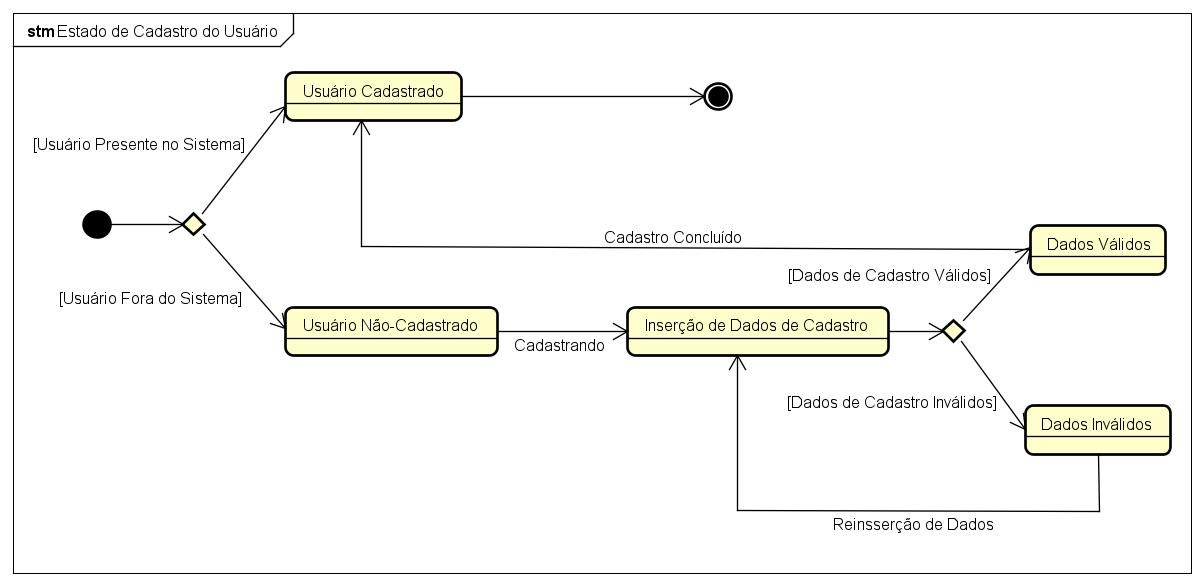 stm Estado de Cadastro do Usuário
Usuário Cadastrado
[Usuário Presente no Sistema]
Cadastro Concluído
Dados Válidos
[Dados de Cadastro Válidos]
[Usuário Fora do Sistema]
Usuário Não-Cadastrado
Cadastrando
Inserção de Dados de Cadastro
[Dados de Cadastro Inválidos]
Dados Inválidos
Reinsserção de Dados